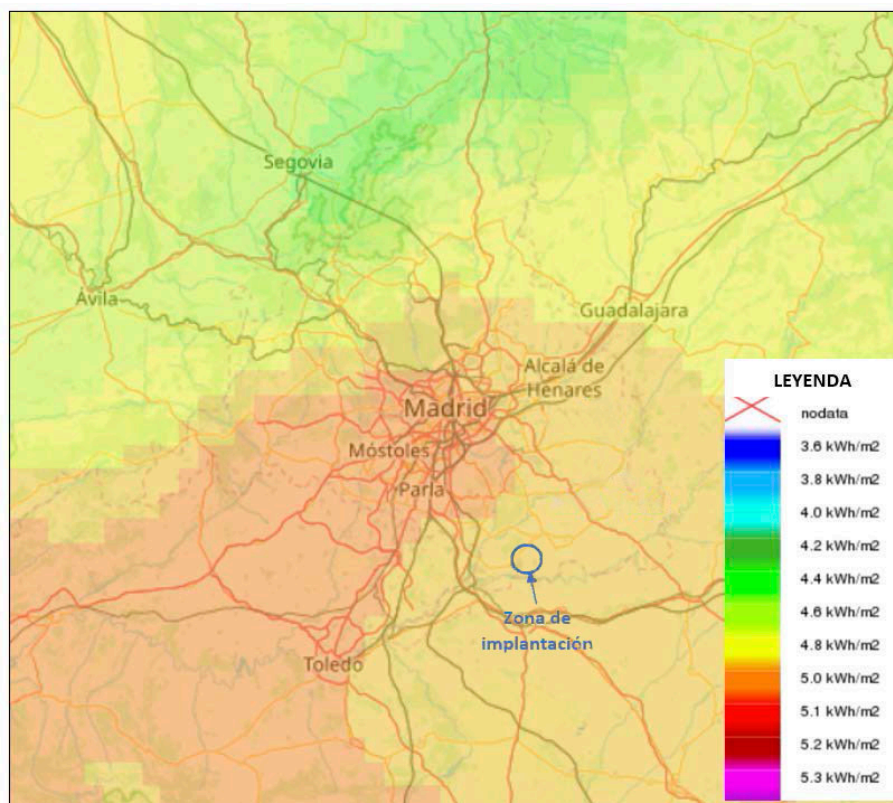 Segovia
Ávila
Guadalajara
Alcalá de
Henares
Madrid
Móstoles
Parla
Zona de
implantación
Toledo
LEYENDA
nodata
3.6 kWh/m2
3.8 kWh/m2
4.0 kWh/m2
4.2 kWh/m2
4.4 kWh/m2
4.6 kWh/m2
4.8 kWh/m2
5.0 kWh/m2
5.1 kWh/m2
5.2 kWh/m2
5.3 kWh/m2